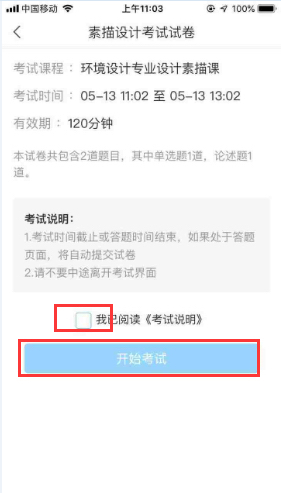 中国移动 上午11:03 100%
素描设计考试试卷
考试课程： 环境设计专业设计素描课
考试时间： 05-13 11:02 至 05-13 13:02
有效期： 120分钟
本试卷共包含2道题目，其中单选题1道，论述题1
道。
考试说明：
1.考试时间截止或答题时间结束，如果处于答题
页面，将自动提交试卷
2.请不要中途离开考试界面
我已阅读《考试说明》
开始考试